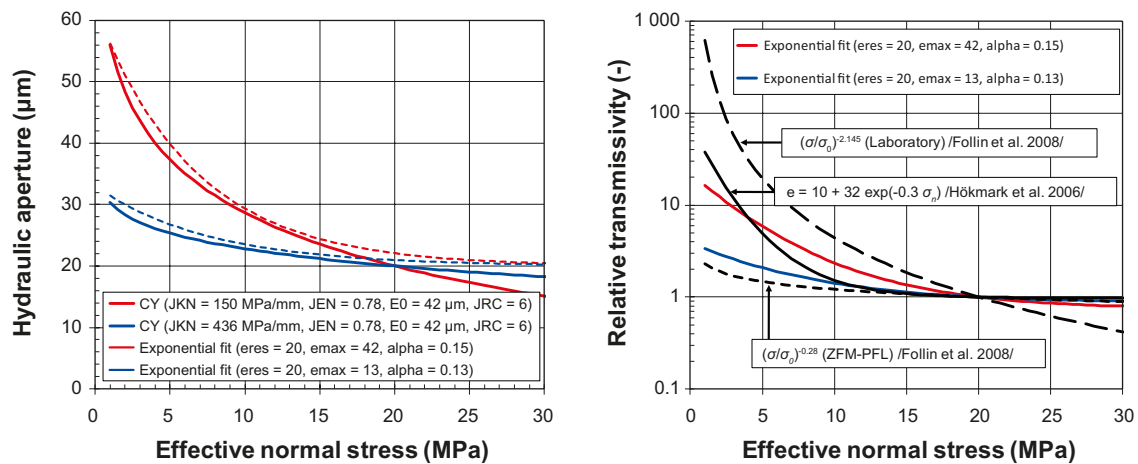 60
50
40
30
20
10
0
0 5 10 15 20 25 30
Hydraulic aperture (µm)
Effective normal stress (MPa)
CY (JKN = 150 MPa/mm, JEN = 0.78, E0 = 42 µm, JRC = 6)
CY (JKN = 436 MPa/mm, JEN = 0.78, E0 = 42 µm, JRC = 6)
Exponential fit (eres = 20, emax = 42, alpha = 0.15)
Exponential fit (eres = 20, emax = 13, alpha = 0.13)
1 000
100
10
1
0.1
0 5 10 15 20 25 30
Relative transmissivity (-)
Effective normal stress (MPa)
Exponential fit (eres = 20, emax = 42, alpha = 0.15)
Exponential fit (eres = 20, emax = 13, alpha = 0.13)
(σ/σ₀)⁻²·¹⁴⁵ (Laboratory) /Follin et al. 2008/
e = 10 + 32 exp(-0.3 σₙ) /Hökmark et al. 2006/
(σ/σ₀)⁻⁰·²⁸ (ZFM-PFL) /Follin et al. 2008/